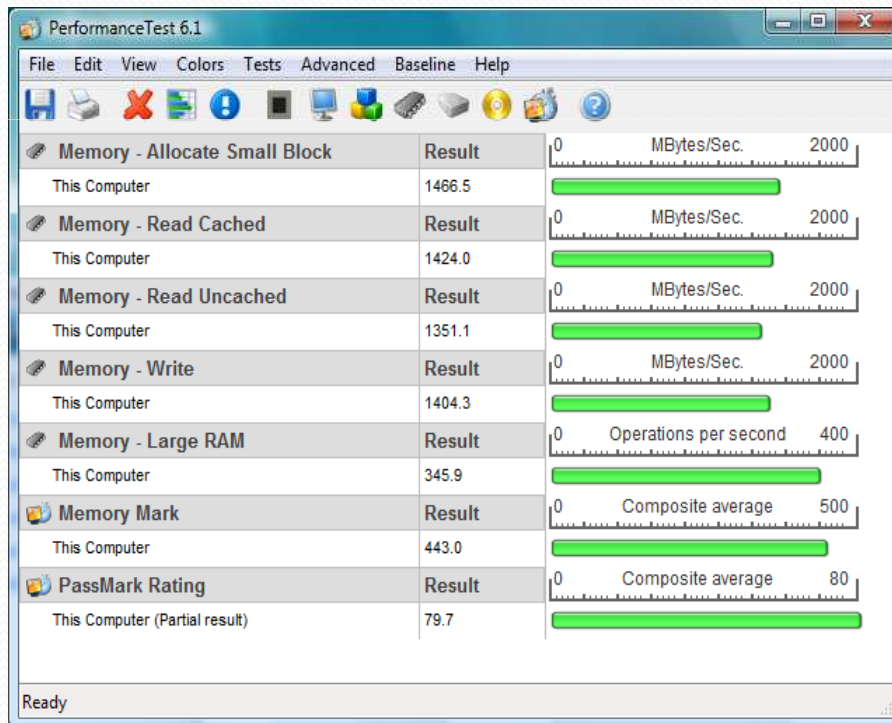 PerformanceTest 6.1
File Edit View Colors Tests Advanced Baseline Help
Memory - Allocate Small Block Result 0 MBytes/Sec. 2000
This Computer 1466.5
Memory - Read Cached Result 0 MBytes/Sec. 2000
This Computer 1424.0
Memory - Read Uncached Result 0 MBytes/Sec. 2000
This Computer 1351.1
Memory - Write Result 0 MBytes/Sec. 2000
This Computer 1404.3
Memory - Large RAM Result 0 Operations per second 400
This Computer 345.9
Memory Mark Result 0 Composite average 500
This Computer 443.0
PassMark Rating Result 0 Composite average 80
This Computer (Partial result) 79.7
Ready